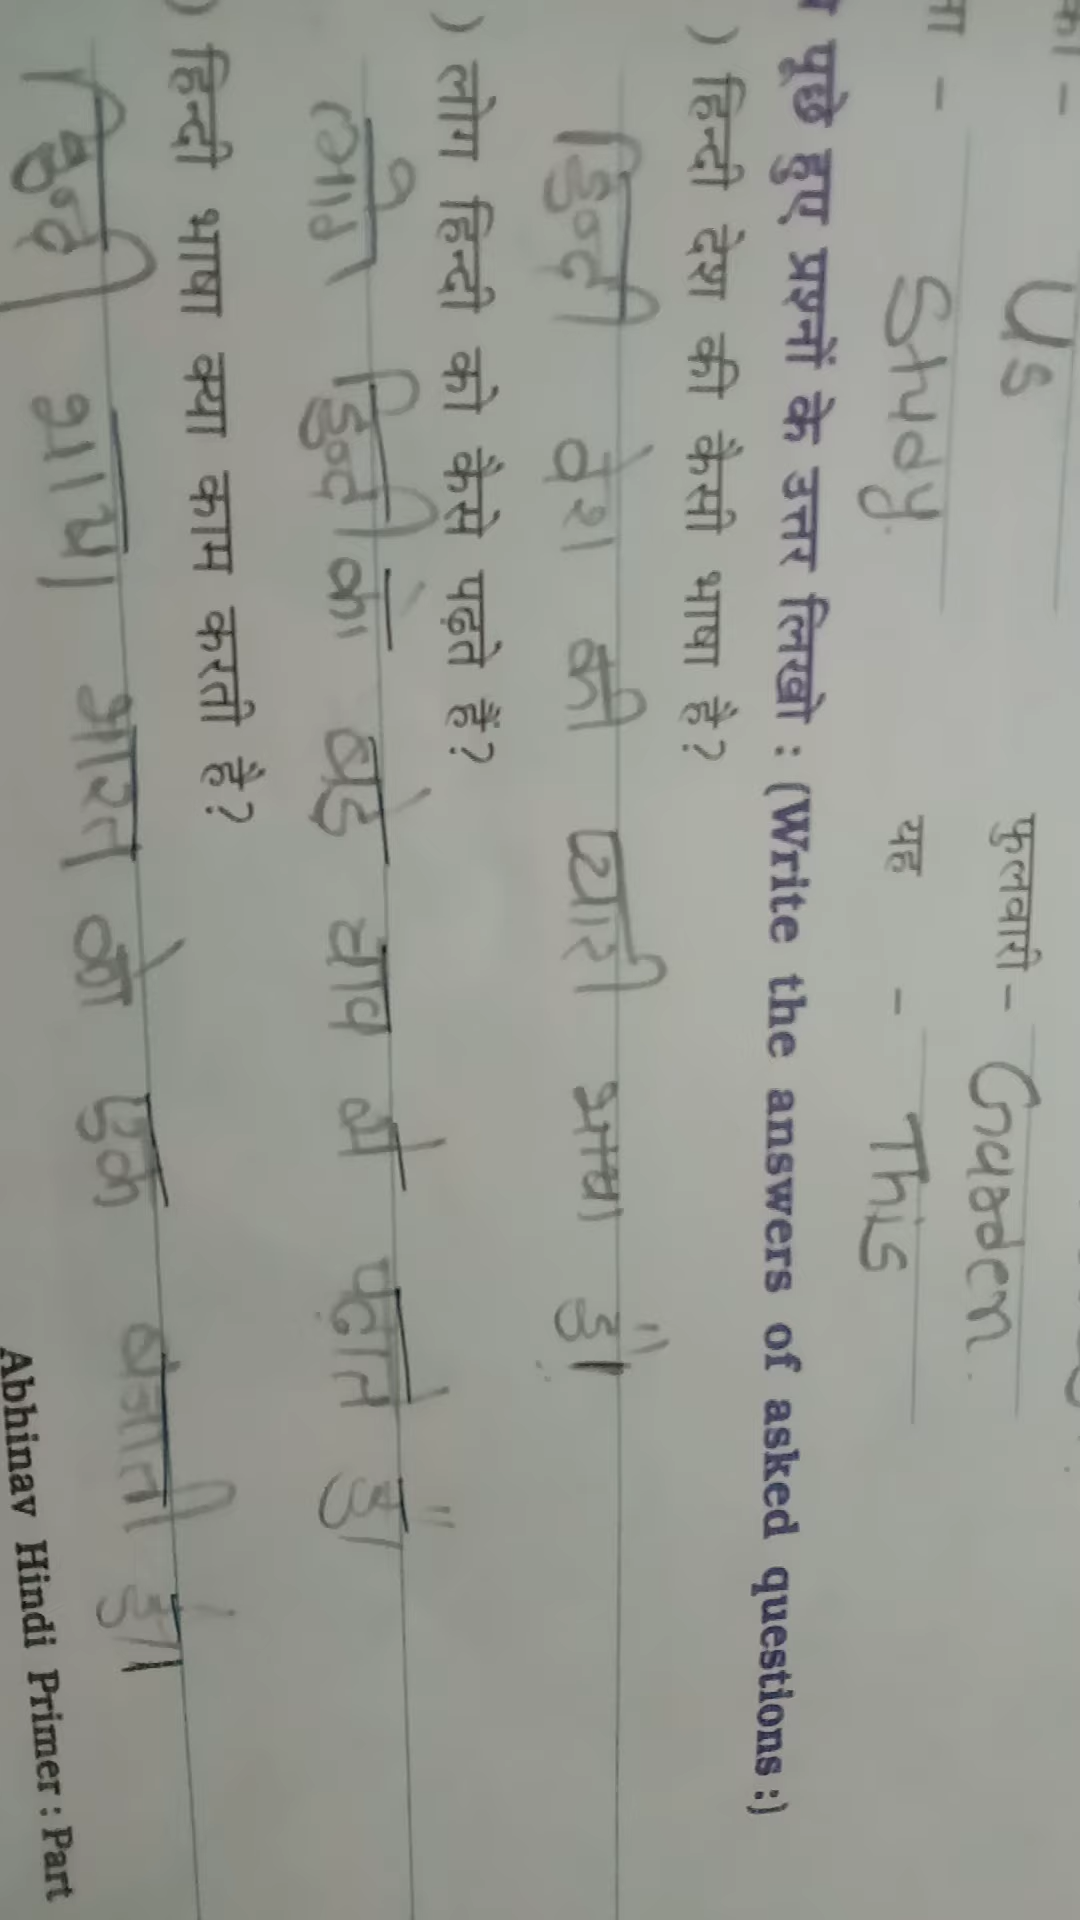 को -
Us
फुलवारी - Garden.
ना - Study.
यह - This
पूछे हुए प्रश्नों के उत्तर लिखो : (Write the answers of asked questions :)
) हिन्दी देश की कैसी भाषा है?
हिन्दी देश की प्यारी भाषा हैं।
) लोग हिन्दी को कैसे पढ़ते हैं?
हिन्दी को बड़े चाव से पढ़ाते हैं।
) हिन्दी भाषा क्या काम करती है?
हिन्दी भाषा भारत को एक बनाती है।
Abhinav Hindi Primer : Part